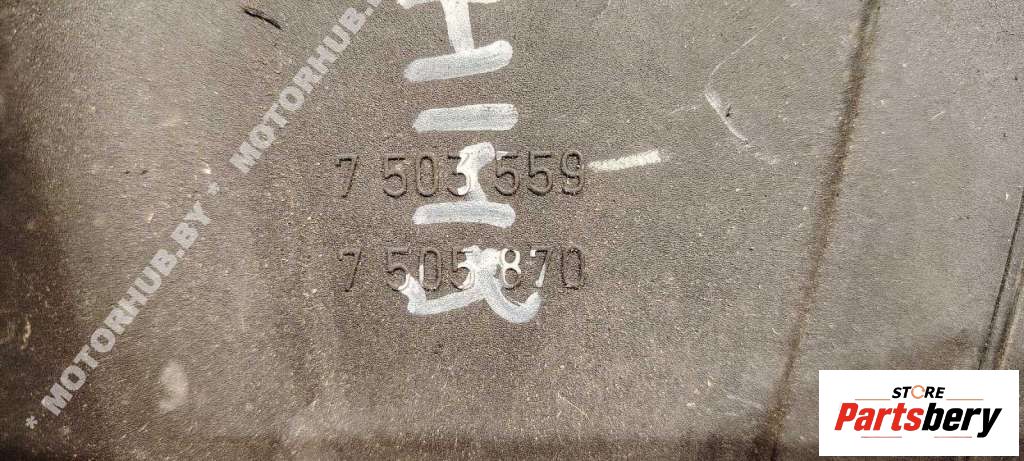 7 503 559
7 505 870
* MOTORHUB.BY * MOTORHUB.BY
STORE
Partsbery